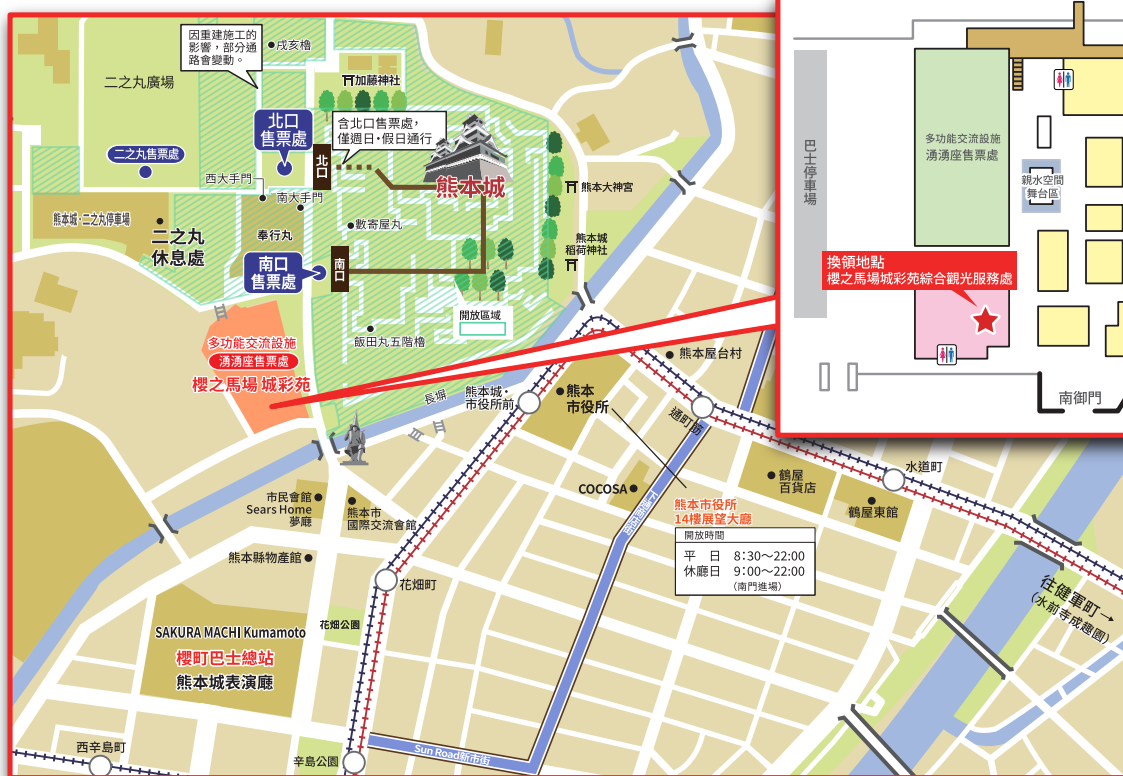 因重建施工的
影響，部分通
路會變動。
戌亥櫓
二之丸廣場
加藤神社
北口
售票處
含北口售票處，
僅週日・假日通行
二之丸售票處
北口
西大手門
熊本城
南大手門
熊本大神宮
熊本城・二之丸停車場
二之丸
休息處
奉行丸
數寄屋丸
熊本城
稻荷神社
南口
售票處
南口
開放區域
飯田丸五階櫓
多功能交流設施
湧湧座售票處
櫻之馬場 城彩苑
長塀
熊本城・
市役所前
熊本
市役所
熊本屋台村
通町筋
水道町
鶴屋
百貨店
鶴屋東館
COCOSA
熊本市役所
14樓展望大廳
開放時間
平　日　8:30～22:00
休廳日　9:00～22:00
（南門進場）
市民會館
Sears Home
夢廳
熊本市
國際交流會館
熊本縣物產館
花畑町
花畑公園
SAKURA MACHI Kumamoto
櫻町巴士總站
熊本城表演廳
西辛島町
辛島公園
Sun Road新市街
往健軍町→
（水前寺成趣園）
巴士停車場
多功能交流設施
湧湧座售票處
親水空間
舞台區
換領地點
櫻之馬場城彩苑綜合觀光服務處
南御門